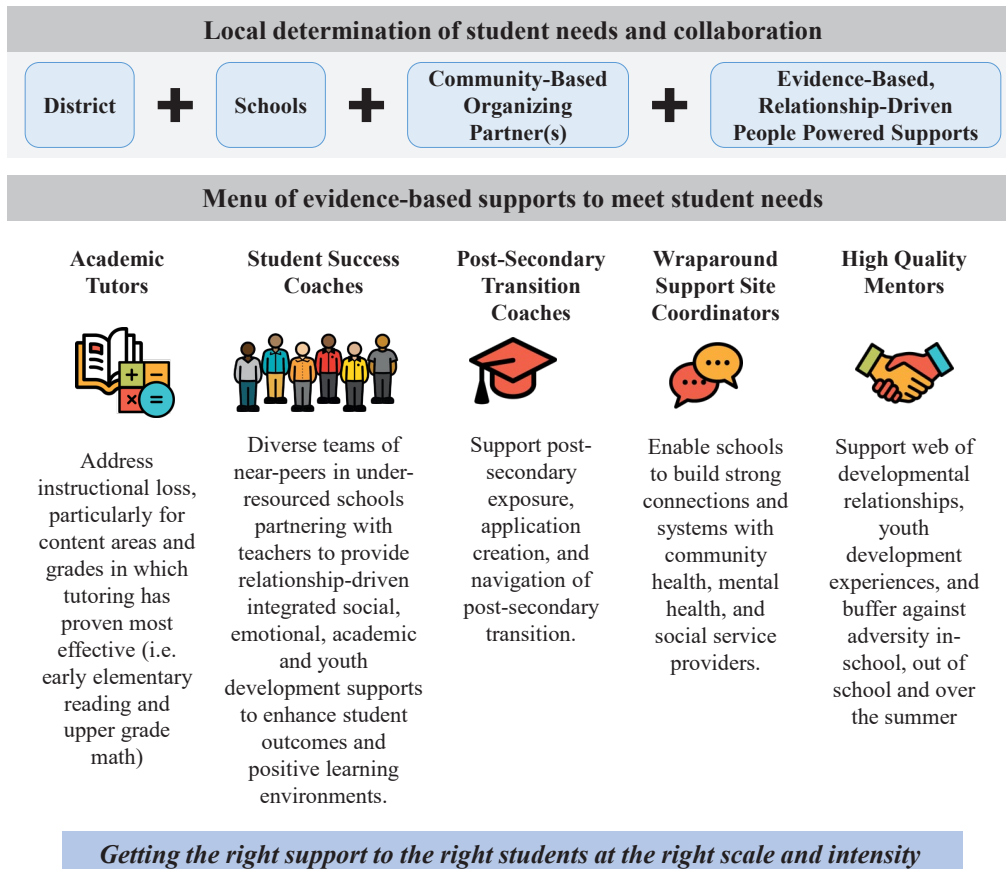 Local determination of student needs and collaboration
District
+
Schools
+
Community-Based
Organizing
Partner(s)
+
Evidence-Based,
Relationship-Driven
People Powered Supports
Menu of evidence-based supports to meet student needs
Academic
Tutors
+ −
× =
Address
instructional loss,
particularly for
content areas and
grades in which
tutoring has
proven most
effective (i.e.
early elementary
reading and
upper grade
math)
Student Success
Coaches
Diverse teams of
near-peers in under-
resourced schools
partnering with
teachers to provide
relationship-driven
integrated social,
emotional, academic
and youth
development supports
to enhance student
outcomes and
positive learning
environments.
Post-Secondary
Transition
Coaches
Support post-
secondary
exposure,
application
creation, and
navigation of
post-secondary
transition.
Wraparound
Support Site
Coordinators
Enable schools
to build strong
connections and
systems with
community
health, mental
health, and
social service
providers.
High Quality
Mentors
Support web of
developmental
relationships,
youth
development
experiences, and
buffer against
adversity in-
school, out of
school and over
the summer
Getting the right support to the right students at the right scale and intensity